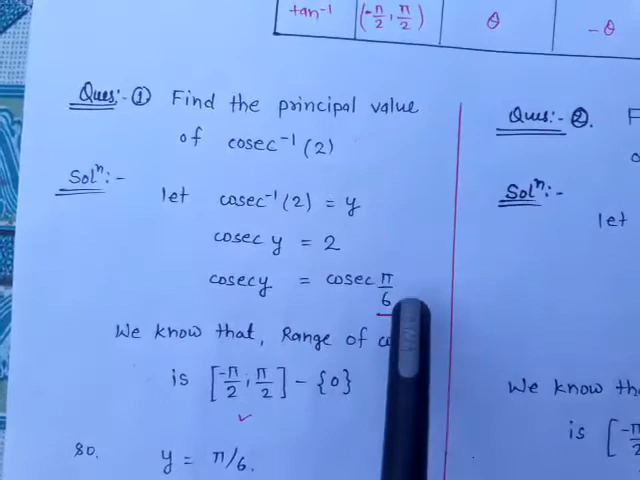 tan⁻¹ (-π/2, π/2) θ -θ
Ques:- ① Find the principal value
of cosec⁻¹(2)
Solⁿ:-
let cosec⁻¹(2) = y
cosec y = 2
cosecy = cosec π/6
We know that, Range of
is [-π/2, π/2] - {0}
so. y = π/6.
Ques:- ②.
Solⁿ:-
let
We know
is [-π/2